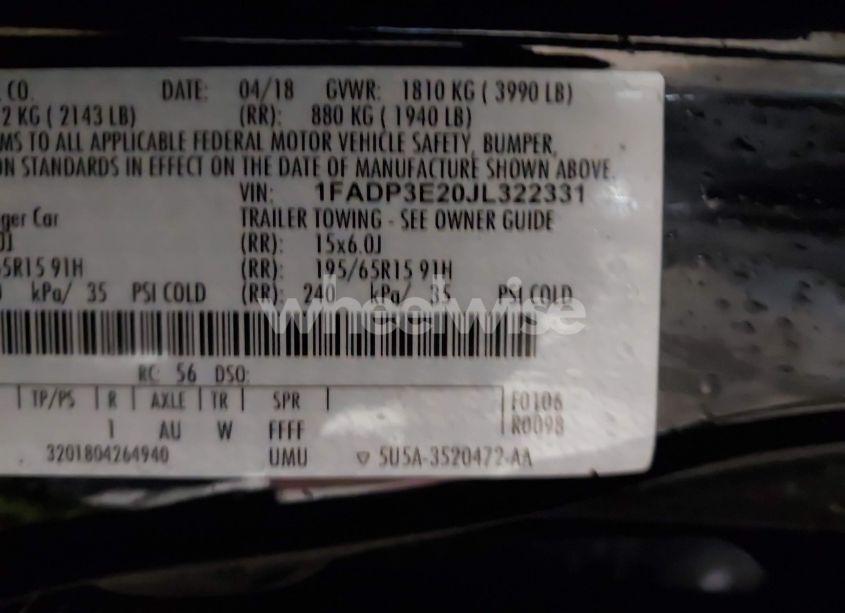 CO. DATE: 04/18 GVWR: 1810 KG ( 3990 LB)
2 KG ( 2143 LB) (RR): 880 KG ( 1940 LB)
MS TO ALL APPLICABLE FEDERAL MOTOR VEHICLE SAFETY, BUMPER,
ON STANDARDS IN EFFECT ON THE DATE OF MANUFACTURE SHOWN ABOVE.
VIN: 1FADP3E20JL322331
ger Car TRAILER TOWING - SEE OWNER GUIDE
0J (RR): 15x6.0J
5R15 91H (RR): 195/65R15 91H
0 kPa/ 35 PSI COLD (RR): 240 kPa/ 35 PSI COLD
wheelwise
RC: 56 DSO:
TP/PS R AXLE TR SPR F0106
1 AU W FFFF R0098
3201804264940 UMU ▽ 5U5A-3520472-AA